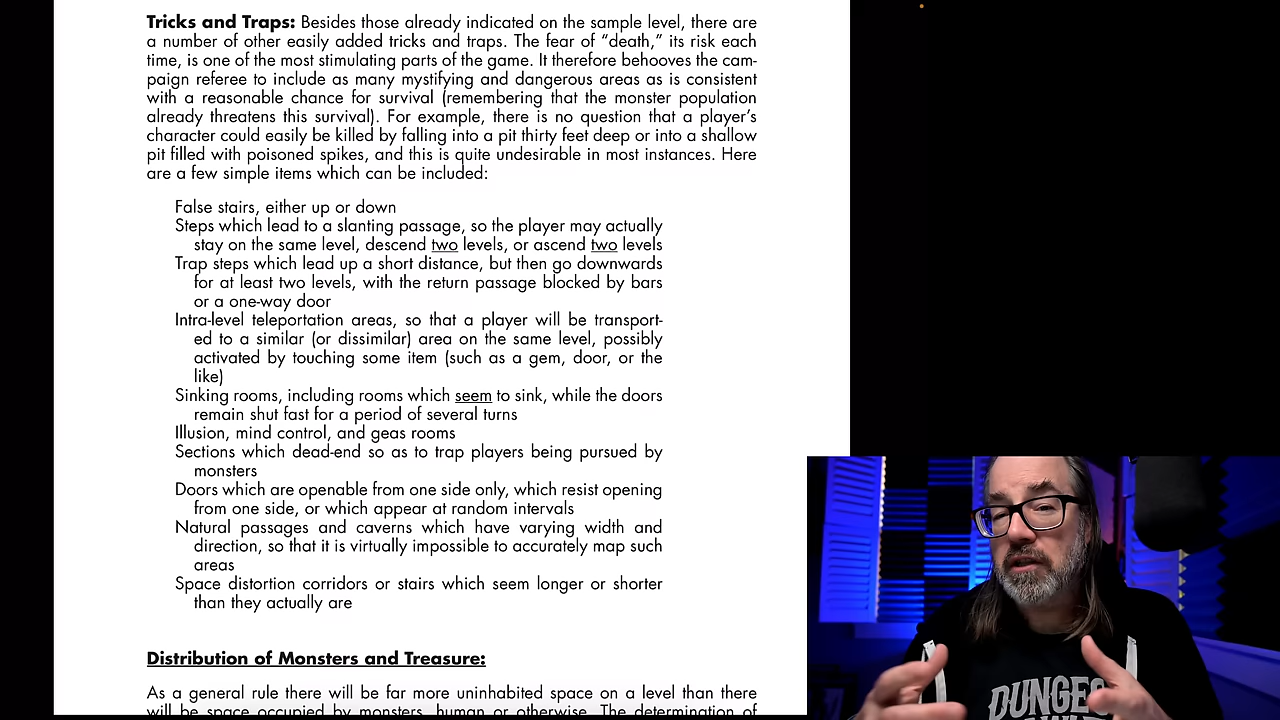 Tricks and Traps: Besides those already indicated on the sample level, there are
a number of other easily added tricks and traps. The fear of “death,” its risk each
time, is one of the most stimulating parts of the game. It therefore behooves the cam-
paign referee to include as many mystifying and dangerous areas as is consistent
with a reasonable chance for survival (remembering that the monster population
already threatens this survival). For example, there is no question that a player’s
character could easily be killed by falling into a pit thirty feet deep or into a shallow
pit filled with poisoned spikes, and this is quite undesirable in most instances. Here
are a few simple items which can be included:
False stairs, either up or down
Steps which lead to a slanting passage, so the player may actually
stay on the same level, descend two levels, or ascend two levels
Trap steps which lead up a short distance, but then go downwards
for at least two levels, with the return passage blocked by bars
or a one-way door
Intra-level teleportation areas, so that a player will be transport-
ed to a similar (or dissimilar) area on the same level, possibly
activated by touching some item (such as a gem, door, or the
like)
Sinking rooms, including rooms which seem to sink, while the doors
remain shut fast for a period of several turns
Illusion, mind control, and geas rooms
Sections which dead-end so as to trap players being pursued by
monsters
Doors which are openable from one side only, which resist opening
from one side, or which appear at random intervals
Natural passages and caverns which have varying width and
direction, so that it is virtually impossible to accurately map such
areas
Space distortion corridors or stairs which seem longer or shorter
than they actually are
Distribution of Monsters and Treasure:
As a general rule there will be far more uninhabited space on a level than there
will be space occupied by monsters, human or otherwise. The determination of
DUNGEO